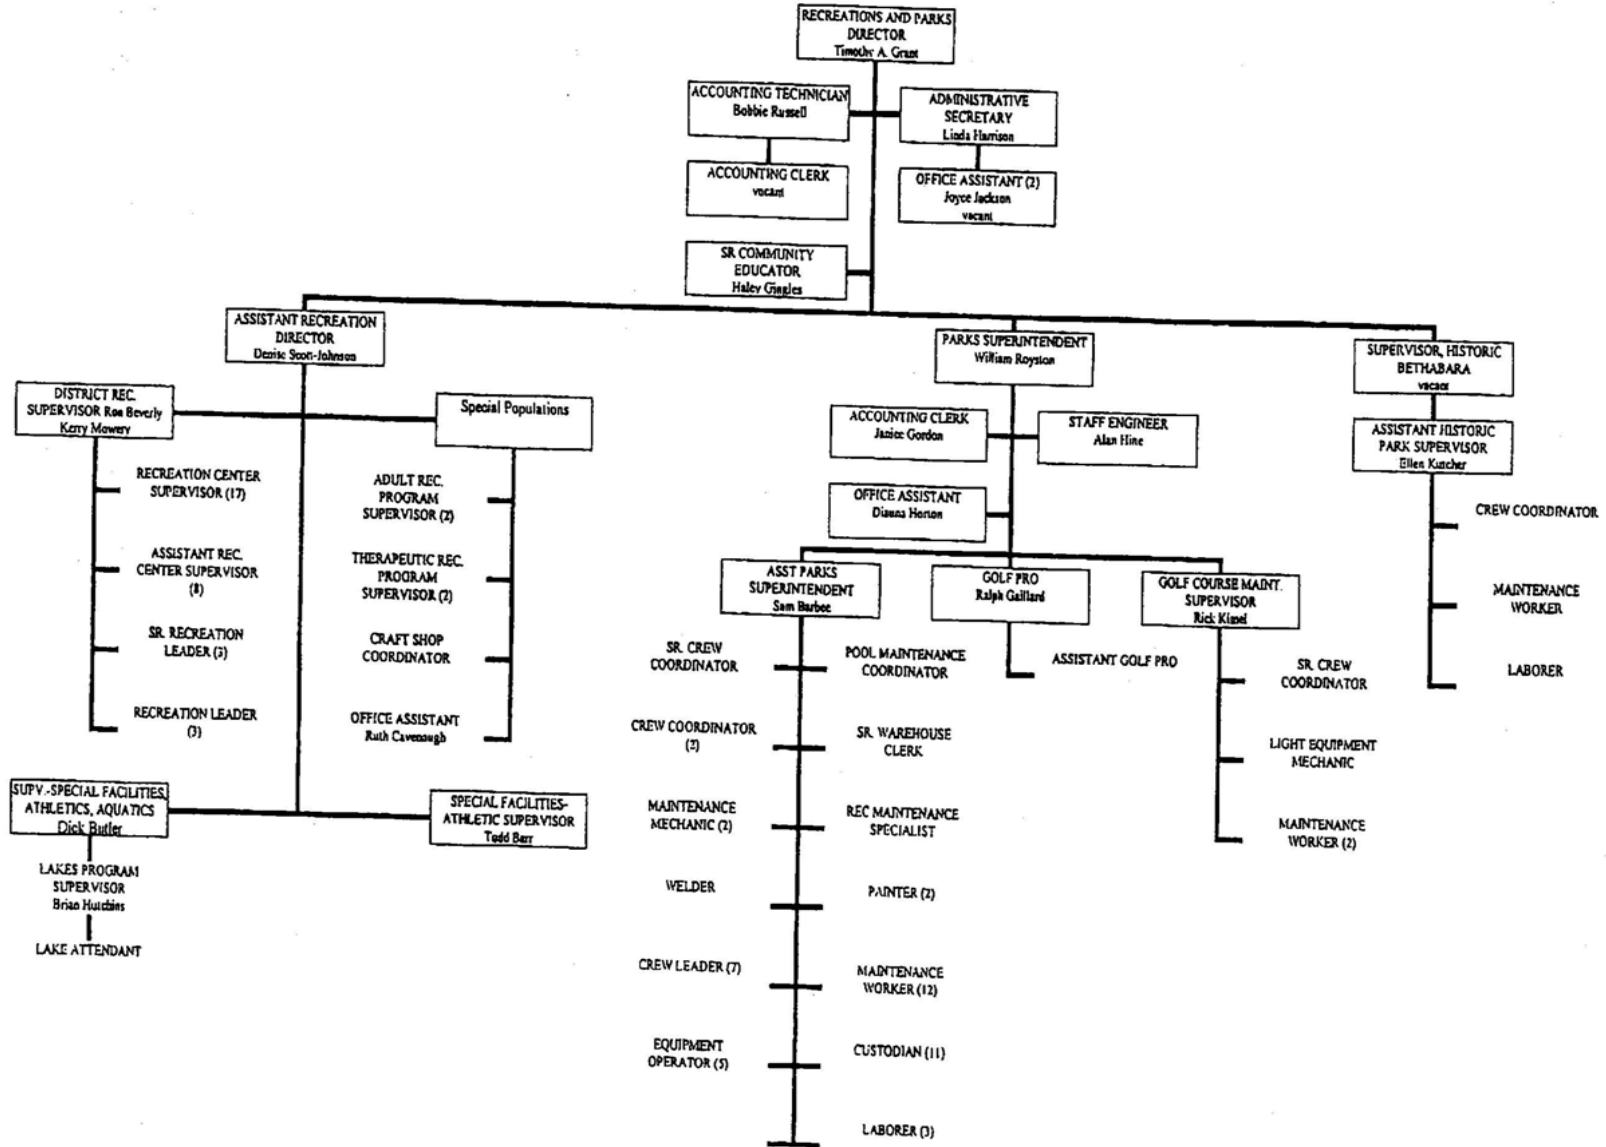 RECREATIONS AND PARKS
DIRECTOR
Timothy A. Grant
ACCOUNTING TECHNICIAN
Bobbie Russell
ADMINISTRATIVE
SECRETARY
Linda Harrison
ACCOUNTING CLERK
vacant
OFFICE ASSISTANT (2)
Joyce Jackson
vacant
SR COMMUNITY
EDUCATOR
Haley Gingles
ASSISTANT RECREATION
DIRECTOR
Denise Scott-Johnson
PARKS SUPERINTENDENT
William Royston
SUPERVISOR, HISTORIC
BETHABARA
vacant
DISTRICT REC.
SUPERVISOR Ron Beverly
Kerry Mowery
Special Populations
ACCOUNTING CLERK
Janice Gordon
STAFF ENGINEER
Alan Hine
ASSISTANT HISTORIC
PARK SUPERVISOR
Ellen Kutcher
RECREATION CENTER
SUPERVISOR (17)
ASSISTANT REC.
CENTER SUPERVISOR
(8)
SR. RECREATION
LEADER (3)
RECREATION LEADER
(3)
ADULT REC.
PROGRAM
SUPERVISOR (2)
THERAPEUTIC REC.
PROGRAM
SUPERVISOR (2)
CRAFT SHOP
COORDINATOR
OFFICE ASSISTANT
Ruth Cavenaugh
OFFICE ASSISTANT
Dianna Horton
CREW COORDINATOR
MAINTENANCE
WORKER
LABORER
ASST PARKS
SUPERINTENDENT
Sam Barbee
GOLF PRO
Ralph Gaillard
GOLF COURSE MAINT.
SUPERVISOR
Rick Kimel
SR. CREW
COORDINATOR
POOL MAINTENANCE
COORDINATOR
ASSISTANT GOLF PRO
SR. CREW
COORDINATOR
CREW COORDINATOR
(2)
SR. WAREHOUSE
CLERK
LIGHT EQUIPMENT
MECHANIC
MAINTENANCE
MECHANIC (2)
REC MAINTENANCE
SPECIALIST
MAINTENANCE
WORKER (2)
WELDER
PAINTER (2)
CREW LEADER (7)
MAINTENANCE
WORKER (12)
EQUIPMENT
OPERATOR (5)
CUSTODIAN (11)
LABORER (3)
SUPV.-SPECIAL FACILITIES,
ATHLETICS, AQUATICS
Dick Butler
SPECIAL FACILITIES-
ATHLETIC SUPERVISOR
Todd Barr
LAKES PROGRAM
SUPERVISOR
Brian Hutchins
LAKE ATTENDANT